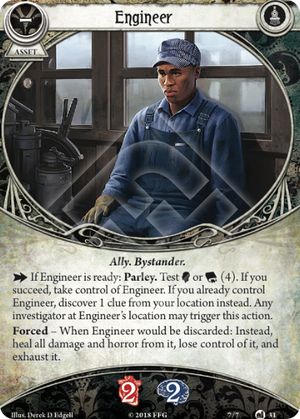 Engineer
ASSET
Ally. Bystander.
If Engineer is ready: Parley. Test or (4). If you
succeed, take control of Engineer. If you already control
Engineer, discover 1 clue from your location instead. Any
investigator at Engineer's location may trigger this action.
Forced – When Engineer would be discarded: Instead,
heal all damage and horror from it, lose control of it, and
exhaust it.
2 2
Illus. Derek D Edgell © 2018 FFG 7/7 31